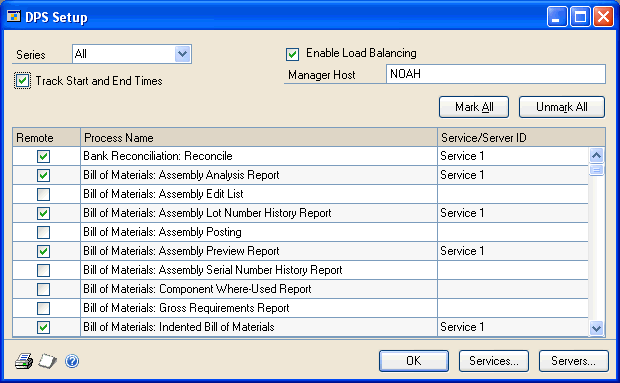 DPS Setup
Series All
Enable Load Balancing
Track Start and End Times
Manager Host NOAH
Mark All Unmark All
Remote Process Name Service/Server ID
Bank Reconciliation: Reconcile Service 1
Bill of Materials: Assembly Analysis Report Service 1
Bill of Materials: Assembly Edit List
Bill of Materials: Assembly Lot Number History Report Service 1
Bill of Materials: Assembly Posting
Bill of Materials: Assembly Preview Report Service 1
Bill of Materials: Assembly Serial Number History Report
Bill of Materials: Component Where-Used Report
Bill of Materials: Gross Requirements Report
Bill of Materials: Indented Bill of Materials Service 1
OK Services... Servers...